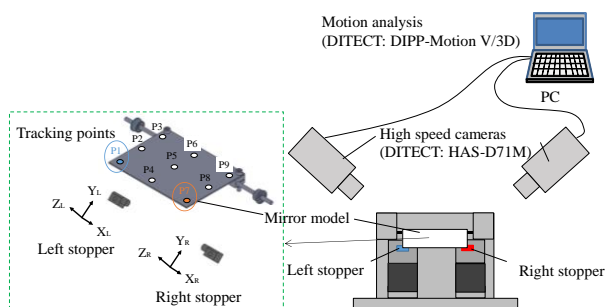 Motion analysis
(DITECT: DIPP-Motion V/3D)
PC
High speed cameras
(DITECT: HAS-D71M)
Tracking points
P3
P2
P6
P1
P5
P9
P4
P8
P7
Y_L
Z_L
X_L
Left stopper
Y_R
Z_R
X_R
Right stopper
Mirror model
Left stopper
Right stopper